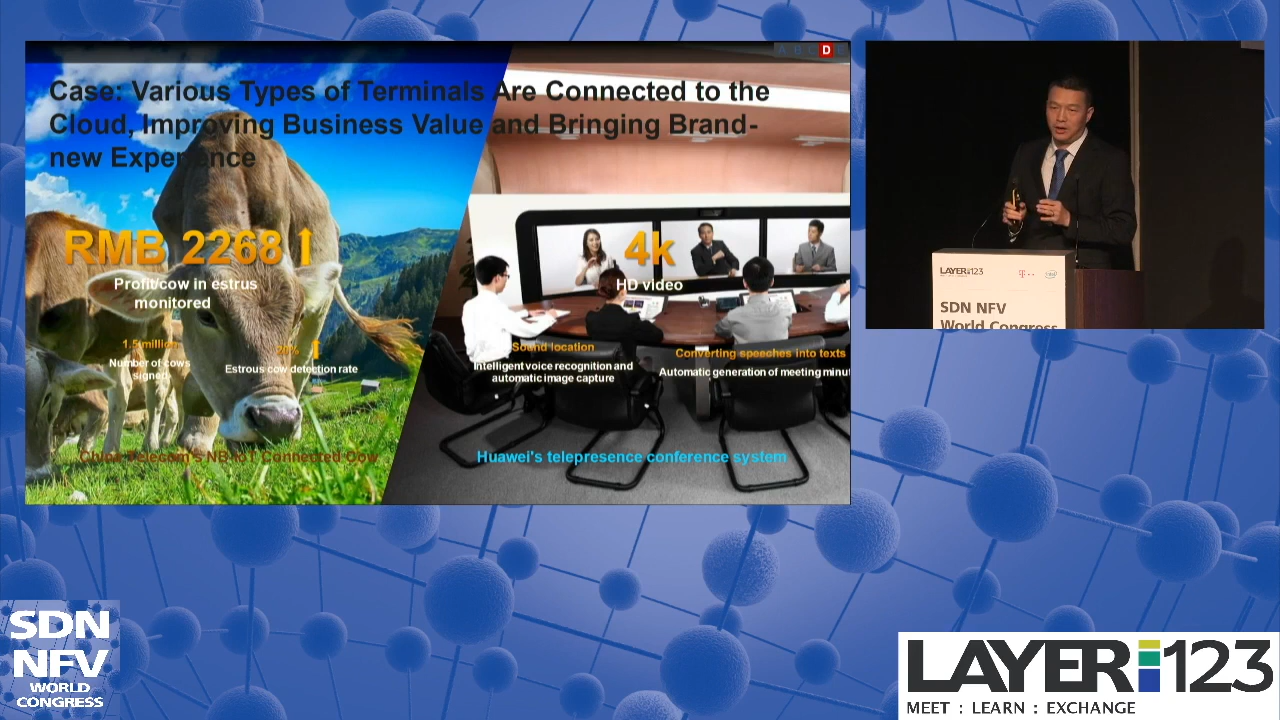 A B C D E
Case: Various Types of Terminals Are Connected to the
Cloud, Improving Business Value and Bringing Brand-
new Experience
RMB 2268
Profit/cow in estrus
monitored
1.5 million
Number of cows
signed
20%
Estrous cow detection rate
China Telecom's NB-IoT Connected Cow
4k
HD video
Sound location
Intelligent voice recognition and
automatic image capture
Converting speeches into texts
Automatic generation of meeting minut
Huawei's telepresence conference system
LAYER123
SDN NFV
World Congress
SDN
NFV
WORLD
CONGRESS
LAYER123
MEET : LEARN : EXCHANGE